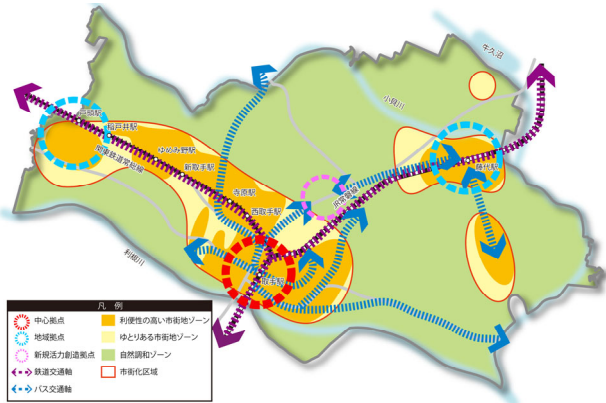 牛久沼
小貝川
戸頭駅
稲戸井駅
関東鉄道常総線
ゆめみ野駅
新取手駅
寺原駅
西取手駅
JR常磐線
藤代駅
利根川
取手駅
凡　例
中心拠点
地域拠点
新規活力創造拠点
鉄道交通軸
バス交通軸
利便性の高い市街地ゾーン
ゆとりある市街地ゾーン
自然調和ゾーン
市街化区域